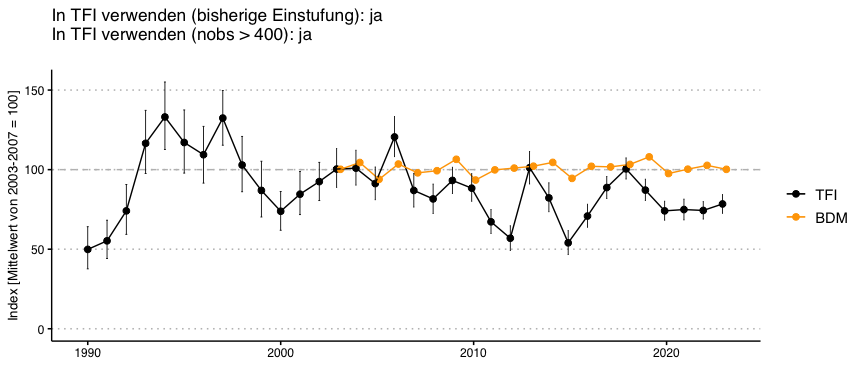 In TFI verwenden (bisherige Einstufung): ja
In TFI verwenden (nobs > 400): ja
Index [Mittelwert von 2003-2007 = 100]
150
100
50
0
1990
2000
2010
2020
TFI
BDM